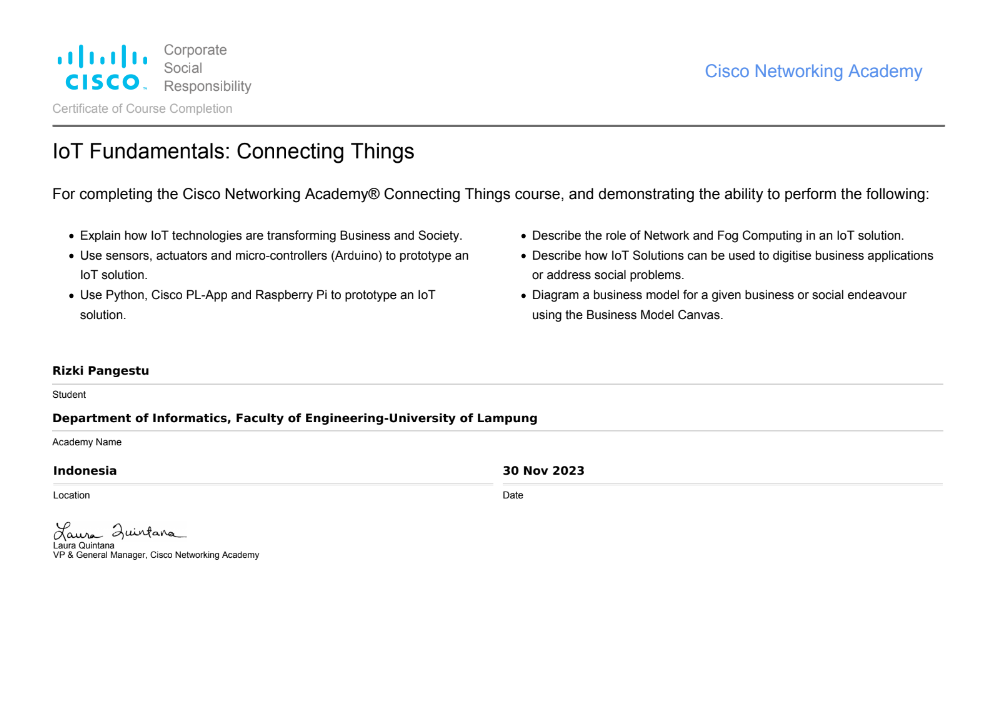 CISCO™
Corporate
Social
Responsibility
Cisco Networking Academy
Certificate of Course Completion
IoT Fundamentals: Connecting Things
For completing the Cisco Networking Academy® Connecting Things course, and demonstrating the ability to perform the following:
• Explain how IoT technologies are transforming Business and Society.
• Use sensors, actuators and micro-controllers (Arduino) to prototype an
IoT solution.
• Use Python, Cisco PL-App and Raspberry Pi to prototype an IoT
solution.
• Describe the role of Network and Fog Computing in an IoT solution.
• Describe how IoT Solutions can be used to digitise business applications
or address social problems.
• Diagram a business model for a given business or social endeavour
using the Business Model Canvas.
Rizki Pangestu
Student
Department of Informatics, Faculty of Engineering-University of Lampung
Academy Name
Indonesia
Location
30 Nov 2023
Date
Laura Quintana
Laura Quintana
VP & General Manager, Cisco Networking Academy